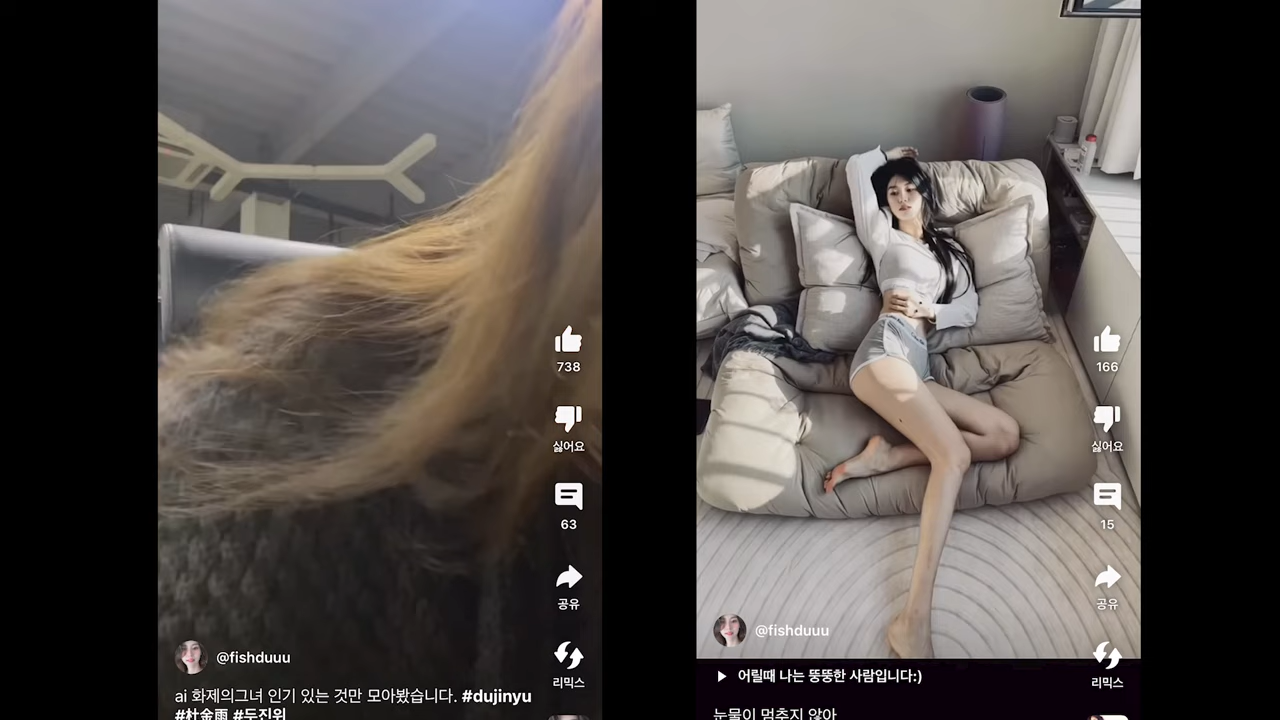 738
싫어요
63
공유
@fishduuu
리믹스
ai 화제의그녀 인기 있는 것만 모아봤습니다. #dujinyu
#杜金雨 #두진위
166
싫어요
15
공유
@fishduuu
어릴때 나는 뚱뚱한 사람입니다:)
리믹스
눈물이 멈추지 않아